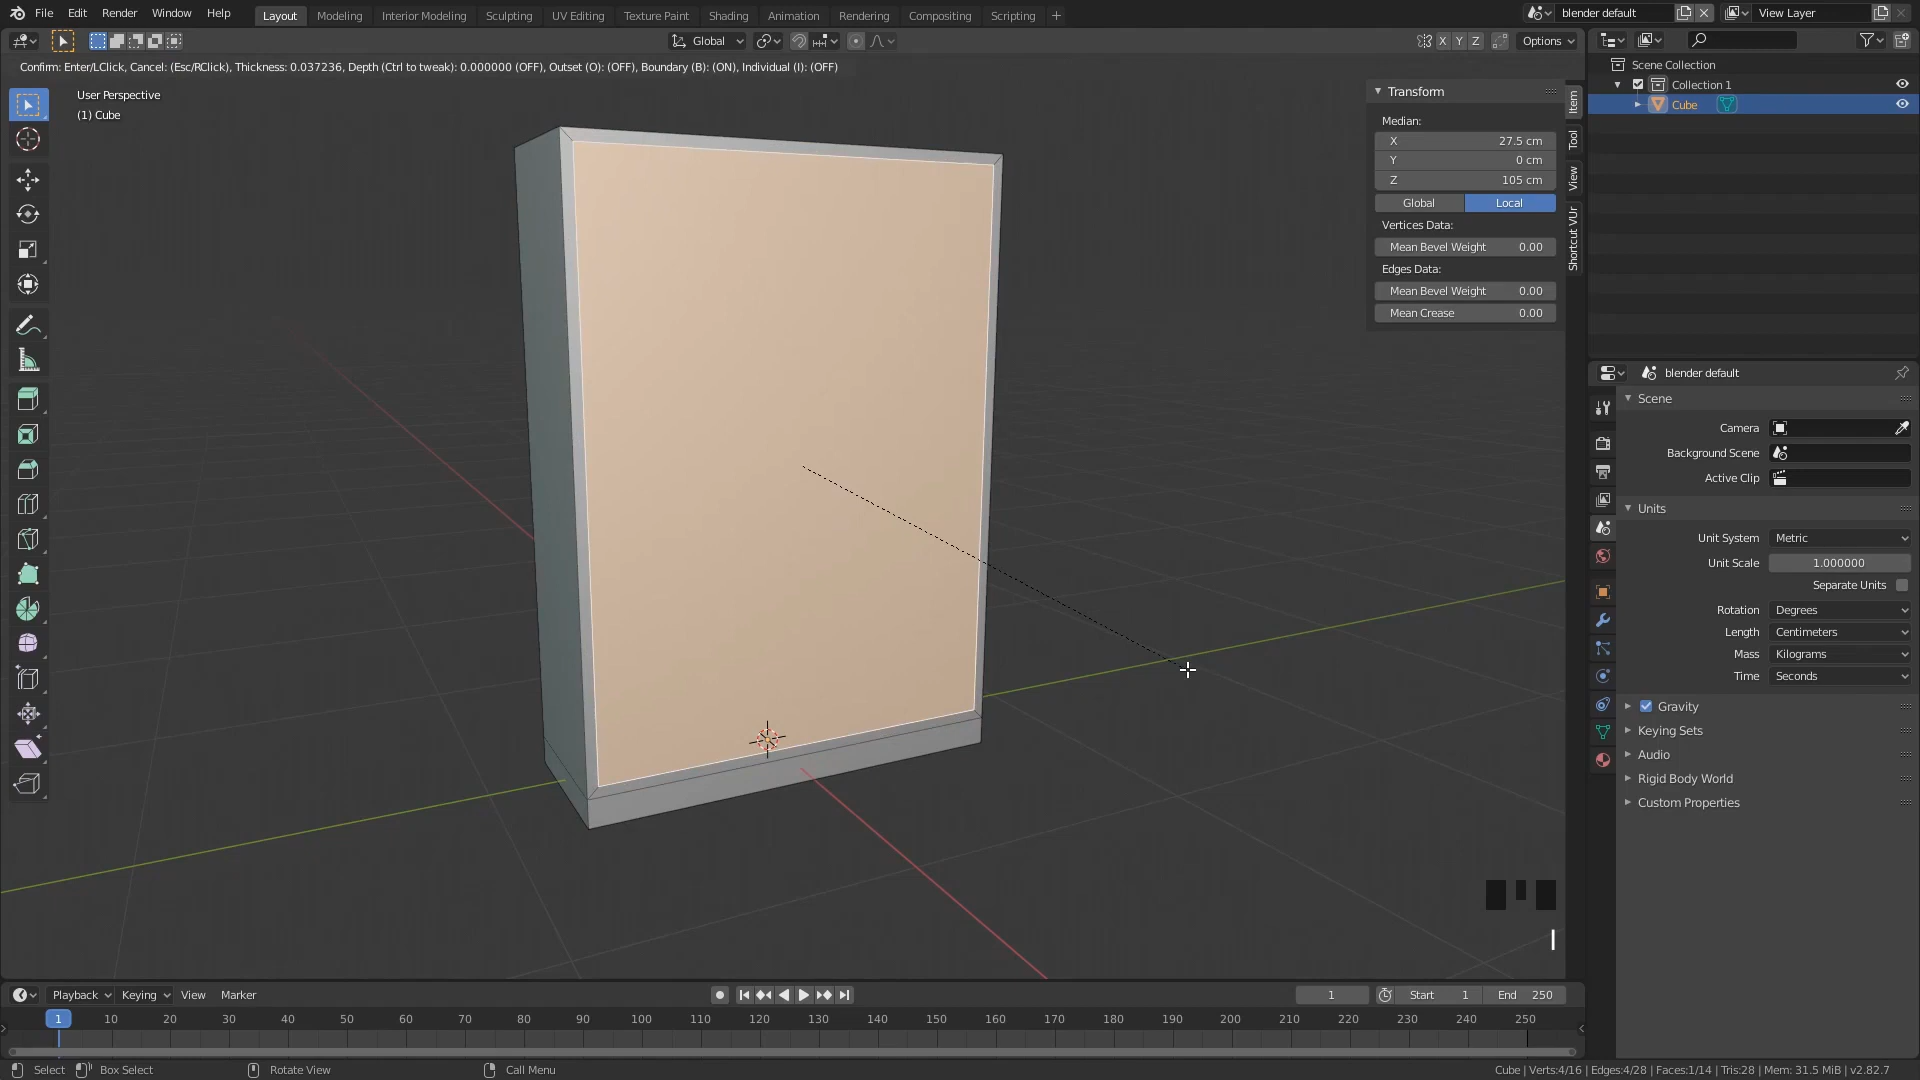 File Edit Render Window Help Layout Modeling Interior Modeling Sculpting UV Editing Texture Paint Shading Animation Rendering Compositing Scripting + blender default View Layer
Global X Y Z Options
Confirm: Enter/LClick, Cancel: (Esc/RClick), Thickness: 0.037236, Depth (Ctrl to tweak): 0.000000 (OFF), Outset (O): (OFF), Boundary (B): (ON), Individual (I): (OFF)
User Perspective
(1) Cube
Transform
Median:
X 27.5 cm
Y 0 cm
Z 105 cm
Global Local
Vertices Data:
Mean Bevel Weight 0.00
Edges Data:
Mean Bevel Weight 0.00
Mean Crease 0.00
Item
Tool
View
Shortcut VUr
Scene Collection
Collection 1
Cube
blender default
Scene
Camera
Background Scene
Active Clip
Units
Unit System Metric
Unit Scale 1.000000
Separate Units
Rotation Degrees
Length Centimeters
Mass Kilograms
Time Seconds
Gravity
Keying Sets
Audio
Rigid Body World
Custom Properties
I
Playback Keying View Marker 1 Start 1 End 250
1 10 20 30 40 50 60 70 80 90 100 110 120 130 140 150 160 170 180 190 200 210 220 230 240 250
Select Box Select Rotate View Call Menu Cube | Verts:4/16 | Edges:4/28 | Faces:1/14 | Tris:28 | Mem: 31.5 MiB | v2.82.7